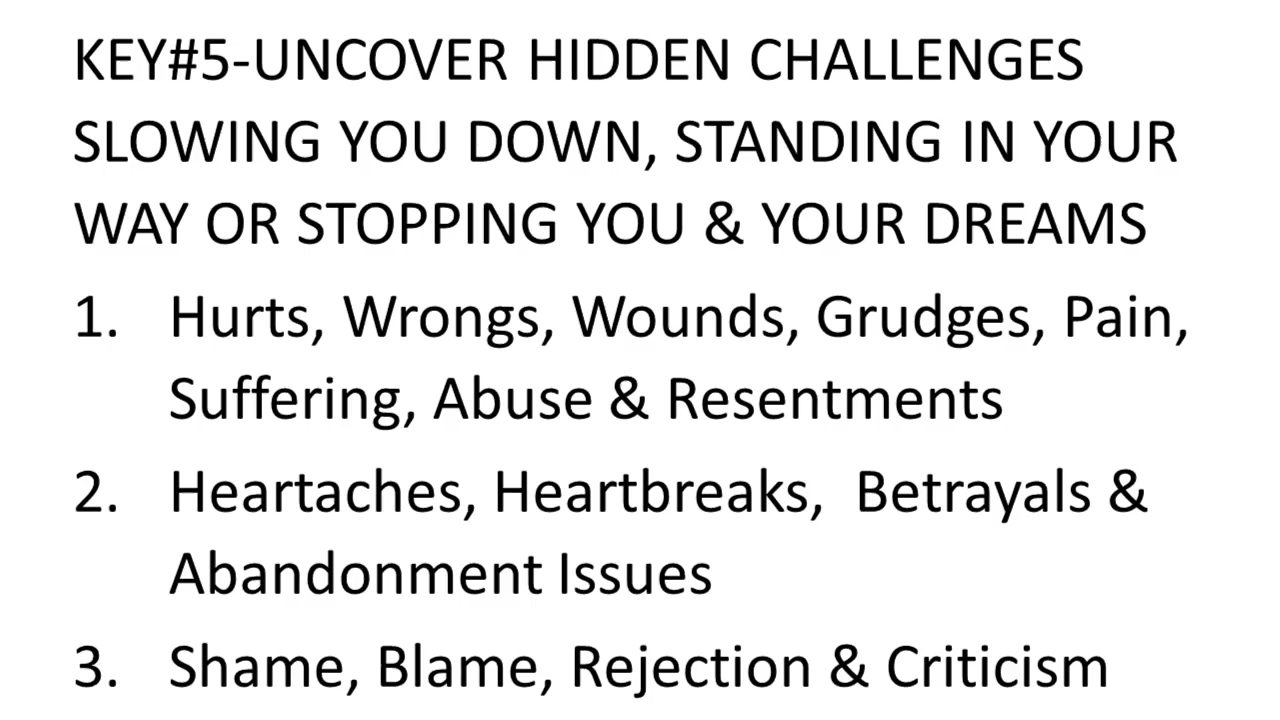 KEY#5-UNCOVER HIDDEN CHALLENGES
SLOWING YOU DOWN, STANDING IN YOUR
WAY OR STOPPING YOU & YOUR DREAMS
1. Hurts, Wrongs, Wounds, Grudges, Pain,
Suffering, Abuse & Resentments
2. Heartaches, Heartbreaks,  Betrayals &
Abandonment Issues
3. Shame, Blame, Rejection & Criticism